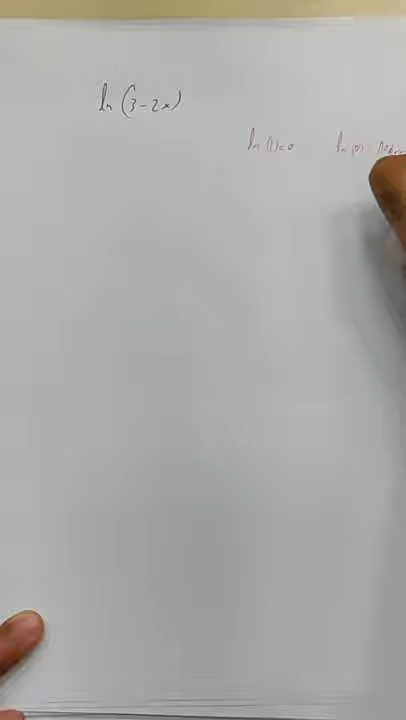 ln (3-2x)
ln (1)=0 ln (0)